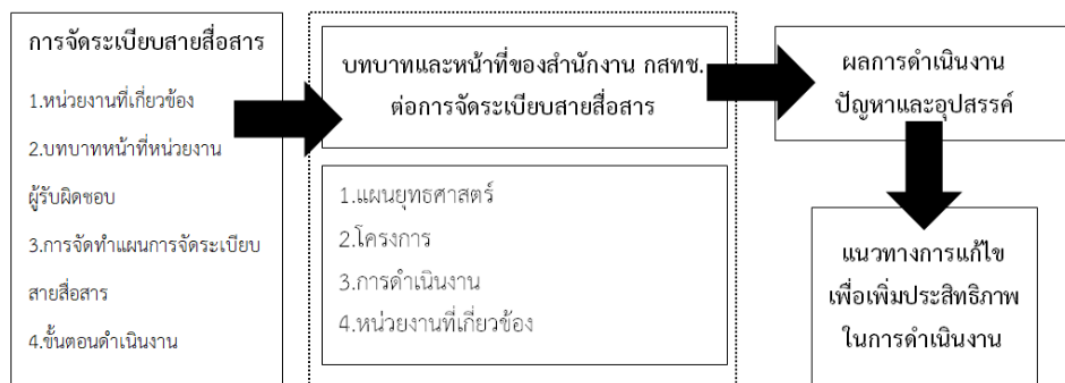 การจัดระเบียบสายสื่อสาร
1.หน่วยงานที่เกี่ยวข้อง
2.บทบาทหน้าที่หน่วยงาน
ผู้รับผิดชอบ
3.การจัดทำแผนการจัดระเบียบ
สายสื่อสาร
4.ขั้นตอนดำเนินงาน
บทบาทและหน้าที่ของสำนักงาน กสทช.
ต่อการจัดระเบียบสายสื่อสาร
1.แผนยุทธศาสตร์
2.โครงการ
3.การดำเนินงาน
4.หน่วยงานที่เกี่ยวข้อง
ผลการดำเนินงาน
ปัญหาและอุปสรรค์
แนวทางการแก้ไข
เพื่อเพิ่มประสิทธิภาพ
ในการดำเนินงาน